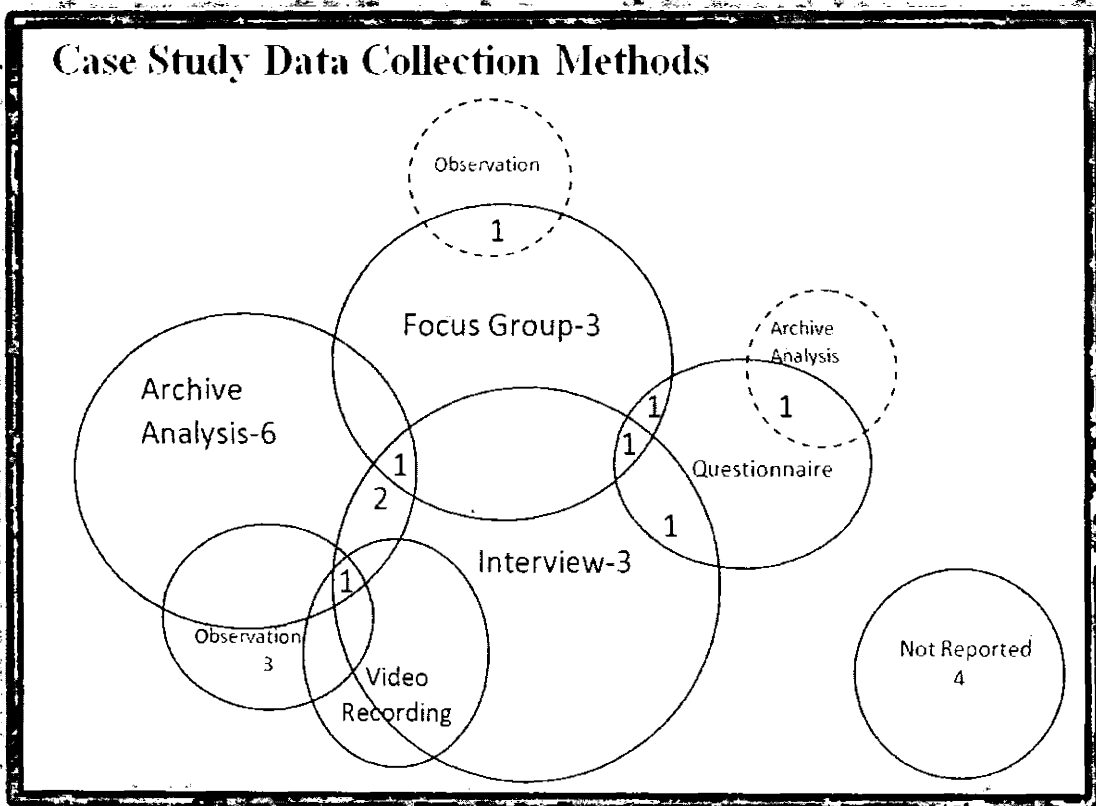 Case Study Data Collection Methods
Observation
1
Focus Group-3
Archive
Analysis
1
Archive
Analysis-6
1
1
1
2
Questionnaire
1
Interview-3
1
Observation
3
Video
Recording
Not Reported
4